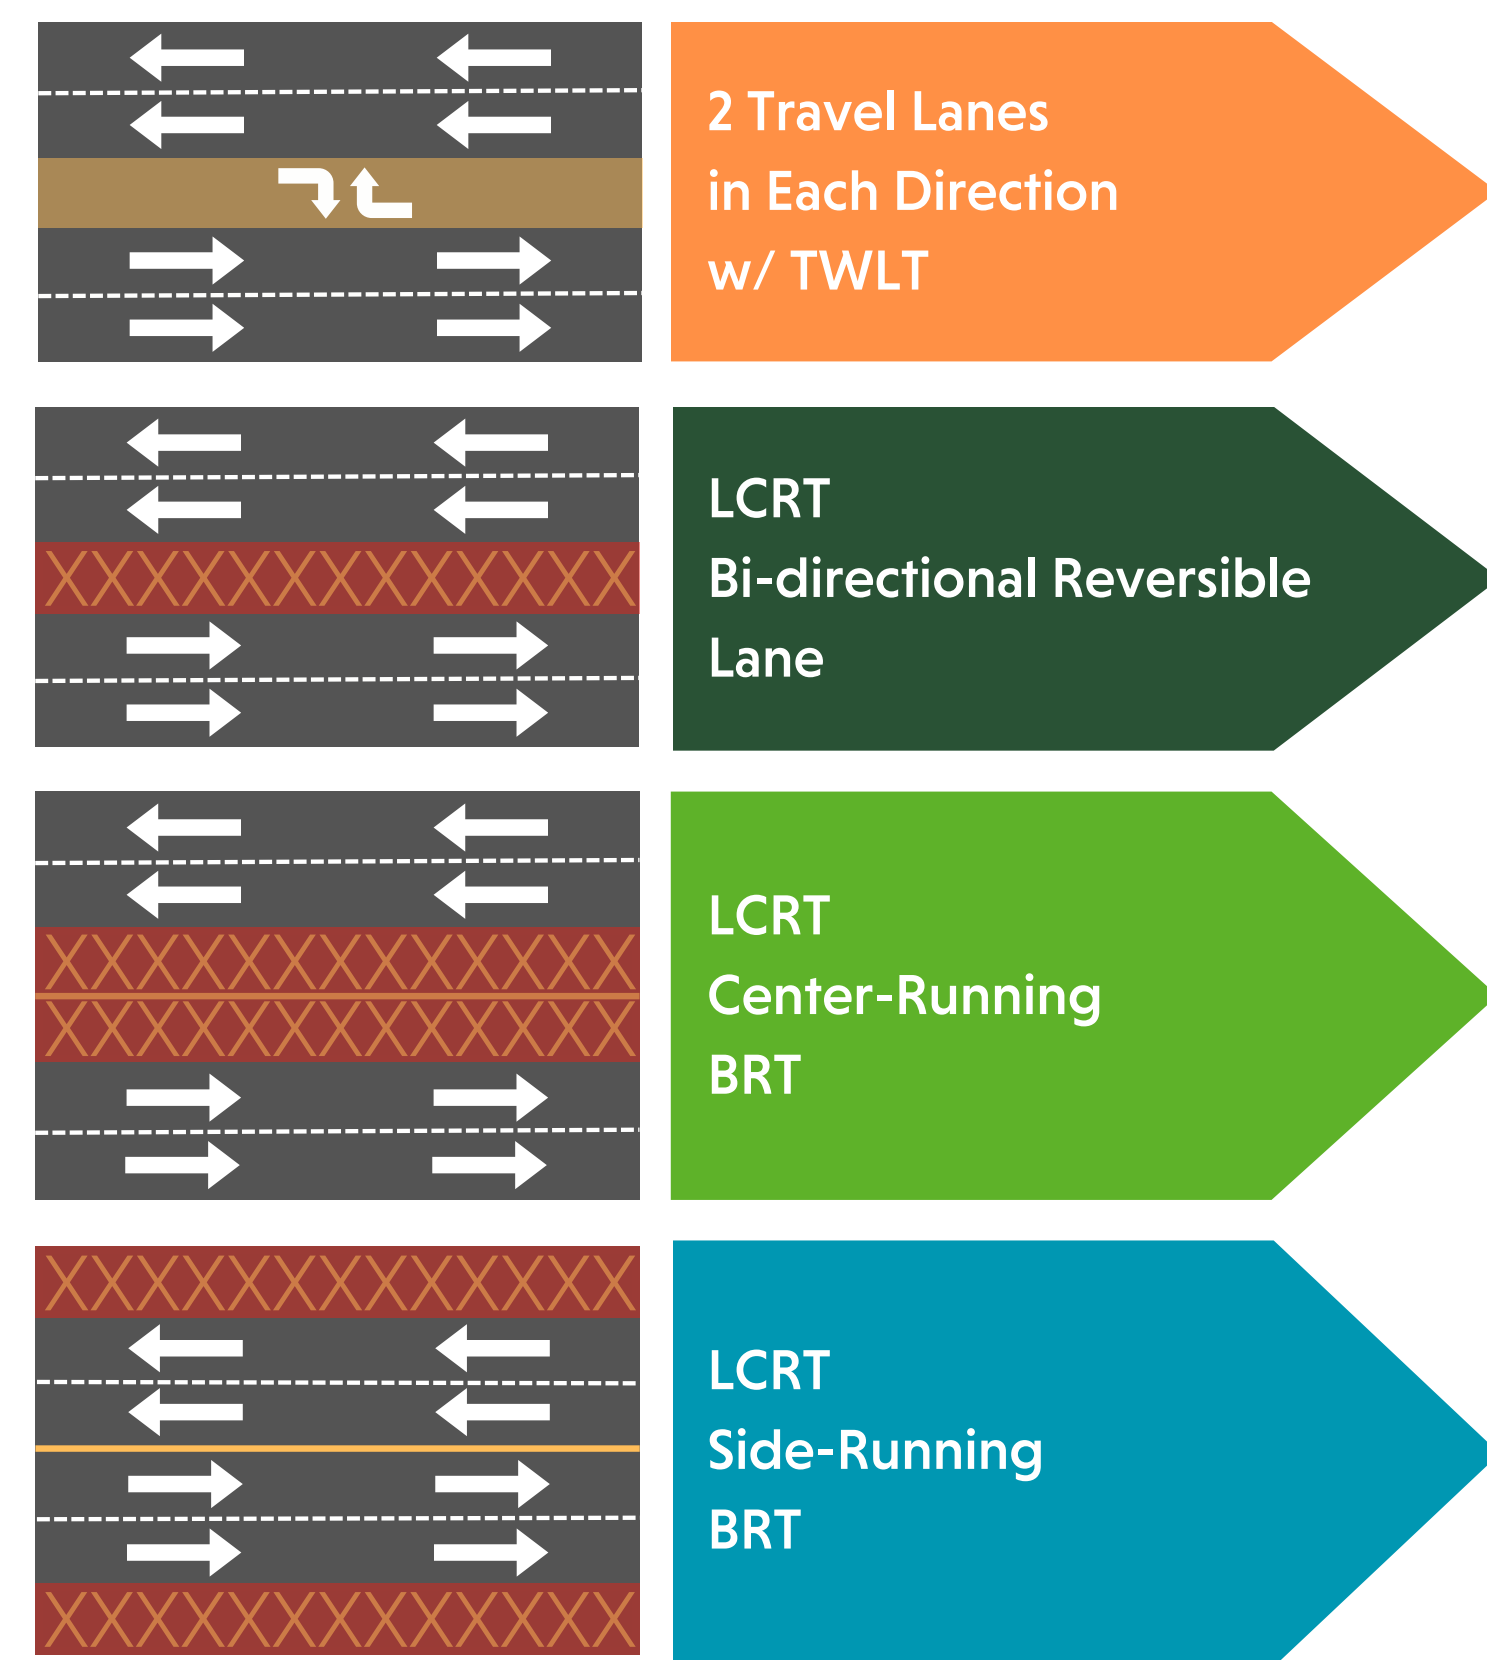 2 Travel Lanes
in Each Direction
w/ TWLT
LCRT
Bi-directional Reversible
Lane
LCRT
Center-Running
BRT
LCRT
Side-Running
BRT